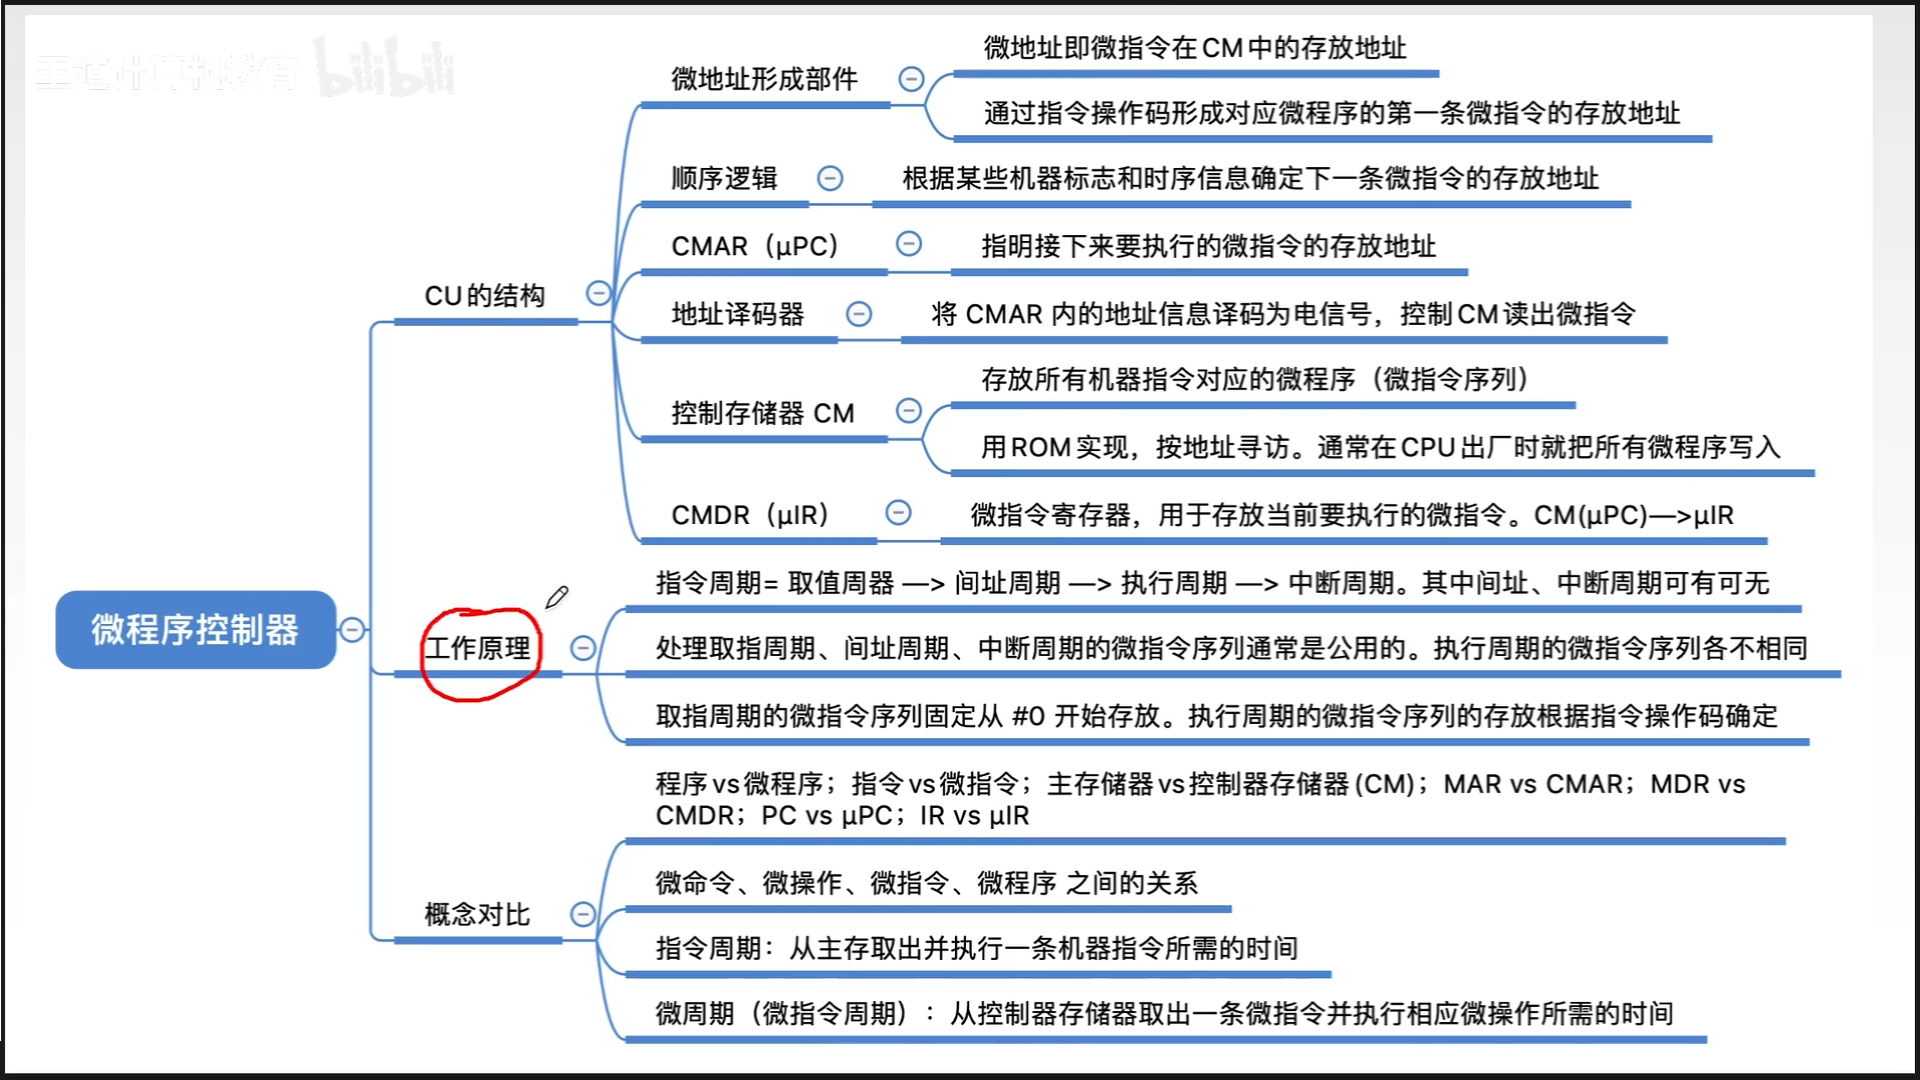 王道计算机教育 bilibili
微地址形成部件
微地址即微指令在CM中的存放地址
通过指令操作码形成对应微程序的第一条微指令的存放地址
顺序逻辑
根据某些机器标志和时序信息确定下一条微指令的存放地址
CMAR（μPC）
指明接下来要执行的微指令的存放地址
CU的结构
地址译码器
将 CMAR 内的地址信息译码为电信号，控制CM读出微指令
控制存储器 CM
存放所有机器指令对应的微程序（微指令序列）
用ROM实现，按地址寻访。通常在CPU出厂时就把所有微程序写入
CMDR（μIR）
微指令寄存器，用于存放当前要执行的微指令。CM(μPC)—>μIR
微程序控制器
工作原理
指令周期= 取值周器 —> 间址周期 —> 执行周期 —> 中断周期。其中间址、中断周期可有可无
处理取指周期、间址周期、中断周期的微指令序列通常是公用的。执行周期的微指令序列各不相同
取指周期的微指令序列固定从 #0 开始存放。执行周期的微指令序列的存放根据指令操作码确定
概念对比
程序vs微程序；指令vs微指令；主存储器vs控制器存储器(CM)；MAR vs CMAR；MDR vs
CMDR；PC vs μPC；IR vs μIR
微命令、微操作、微指令、微程序 之间的关系
指令周期：从主存取出并执行一条机器指令所需的时间
微周期（微指令周期）：从控制器存储器取出一条微指令并执行相应微操作所需的时间